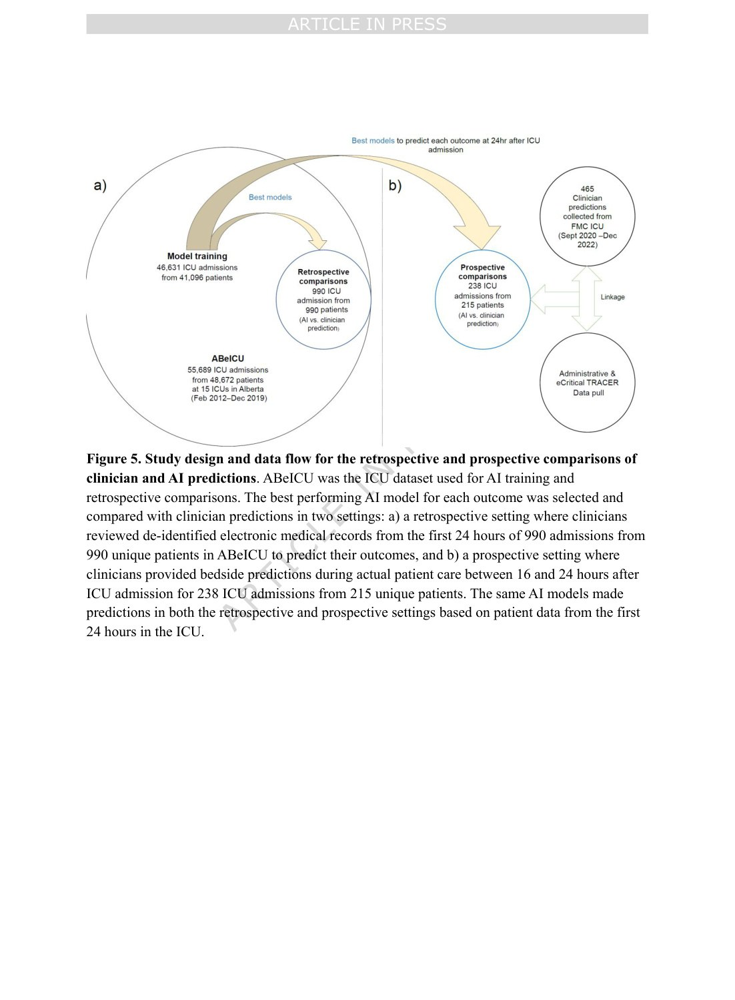 ARTICLE IN PRESS
Best models to predict each outcome at 24hr after ICU
admission
a)
Best models
Model training
46,631 ICU admissions
from 41,096 patients
Retrospective
comparisons
990 ICU
admission from
990 patients
(AI vs. clinician
prediction)
ABeICU
55,689 ICU admissions
from 48,672 patients
at 15 ICUs in Alberta
(Feb 2012–Dec 2019)
b)
Prospective
comparisons
238 ICU
admissions from
215 patients
(AI vs. clinician
prediction)
465
Clinician
predictions
collected from
FMC ICU
(Sept 2020 –Dec
2022)
Linkage
Administrative &
eCritical TRACER
Data pull
Figure 5. Study design and data flow for the retrospective and prospective comparisons of
clinician and AI predictions. ABeICU was the ICU dataset used for AI training and
retrospective comparisons. The best performing AI model for each outcome was selected and
compared with clinician predictions in two settings: a) a retrospective setting where clinicians
reviewed de-identified electronic medical records from the first 24 hours of 990 admissions from
990 unique patients in ABeICU to predict their outcomes, and b) a prospective setting where
clinicians provided bedside predictions during actual patient care between 16 and 24 hours after
ICU admission for 238 ICU admissions from 215 unique patients. The same AI models made
predictions in both the retrospective and prospective settings based on patient data from the first
24 hours in the ICU.
ARTICLE IN